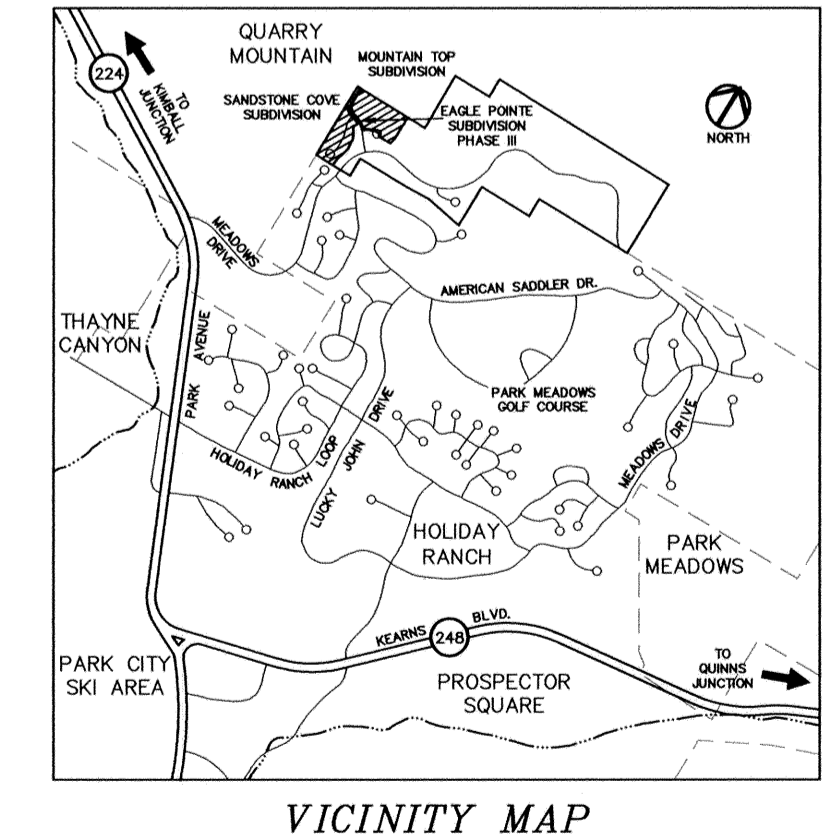 QUARRY
MOUNTAIN
MOUNTAIN TOP
SUBDIVISION
224
TO
KIMBALL
JUNCTION
SANDSTONE COVE
SUBDIVISION
EAGLE POINTE
SUBDIVISION
PHASE III
NORTH
MEADOWS
DRIVE
AMERICAN SADDLER DR.
THAYNE
CANYON
PARK AVENUE
PARK MEADOWS
GOLF COURSE
HOLIDAY RANCH LOOP
LUCKY JOHN DRIVE
MEADOWS DRIVE
HOLIDAY
RANCH
PARK
MEADOWS
KEARNS BLVD.
248
PARK CITY
SKI AREA
PROSPECTOR
SQUARE
TO
QUINNS
JUNCTION
VICINITY MAP